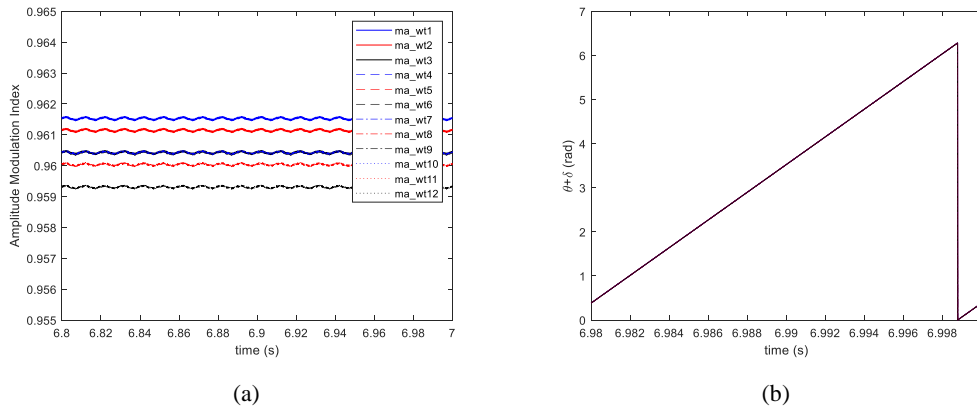 0.965
0.964
0.963
0.962
0.961
0.96
0.959
0.958
0.957
0.956
0.955
Amplitude Modulation Index
6.8 6.82 6.84 6.86 6.88 6.9 6.92 6.94 6.96 6.98 7
time (s)
ma_wt1
ma_wt2
ma_wt3
ma_wt4
ma_wt5
ma_wt6
ma_wt7
ma_wt8
ma_wt9
ma_wt10
ma_wt11
ma_wt12
(a)
7
6
5
4
3
2
1
0
θ+δ (rad)
6.98 6.982 6.984 6.986 6.988 6.99 6.992 6.994 6.996 6.998
time (s)
(b)